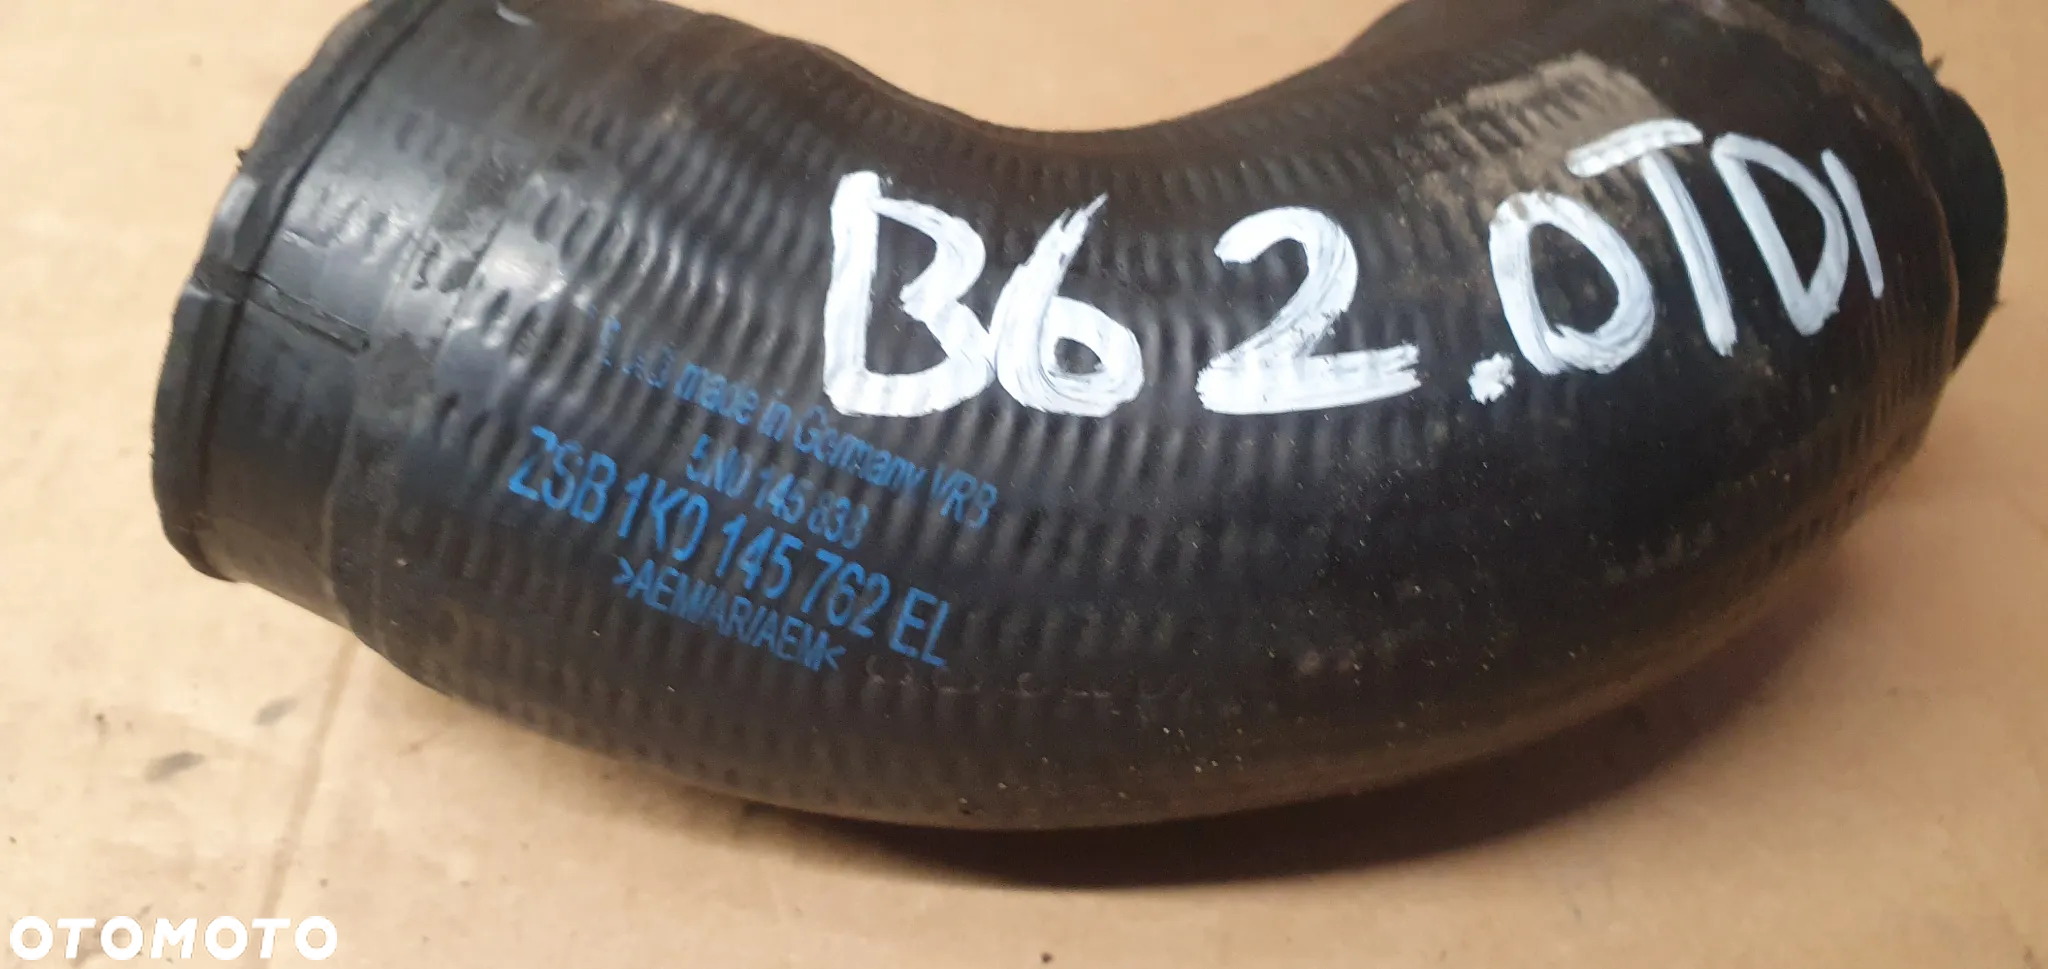 B6 2.0TDI
made in Germany VRB
5N0 145 838
ZSB 1K0 145 762 EL
>AEM/AR/AEM<
OTOMOTO